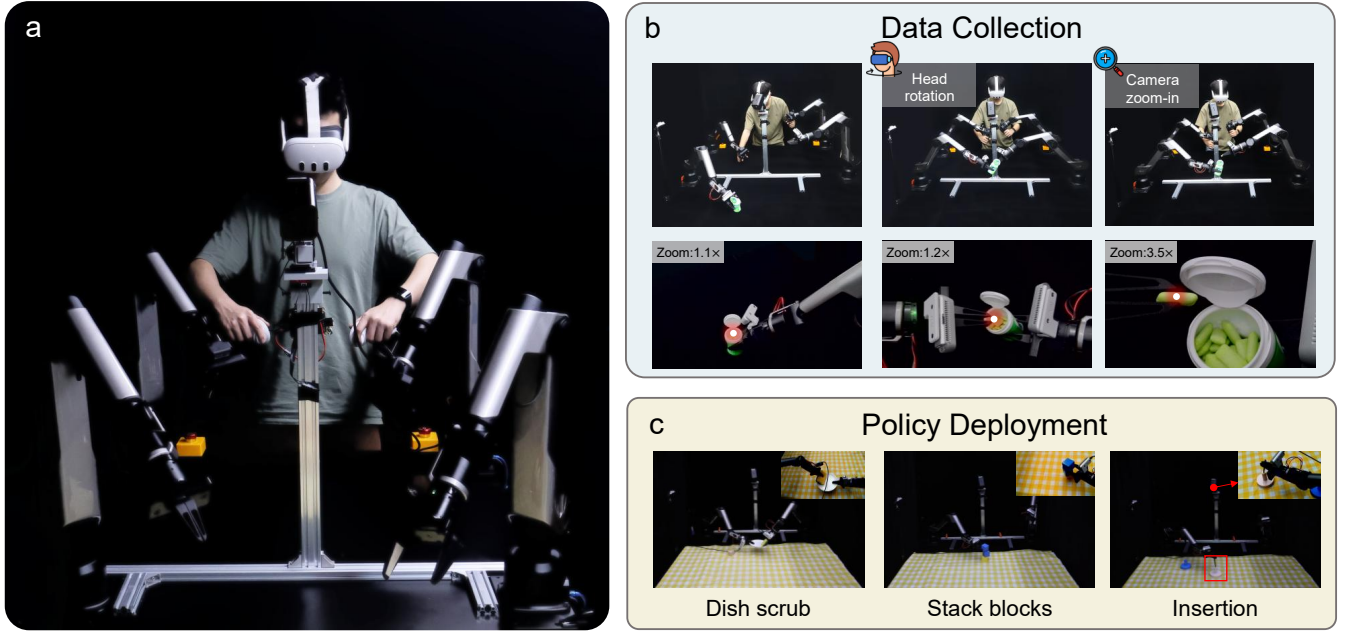 a
b
Data Collection
Head
rotation
Camera
zoom-in
Zoom:1.1×
Zoom:1.2×
Zoom:3.5×
c
Policy Deployment
Dish scrub
Stack blocks
Insertion